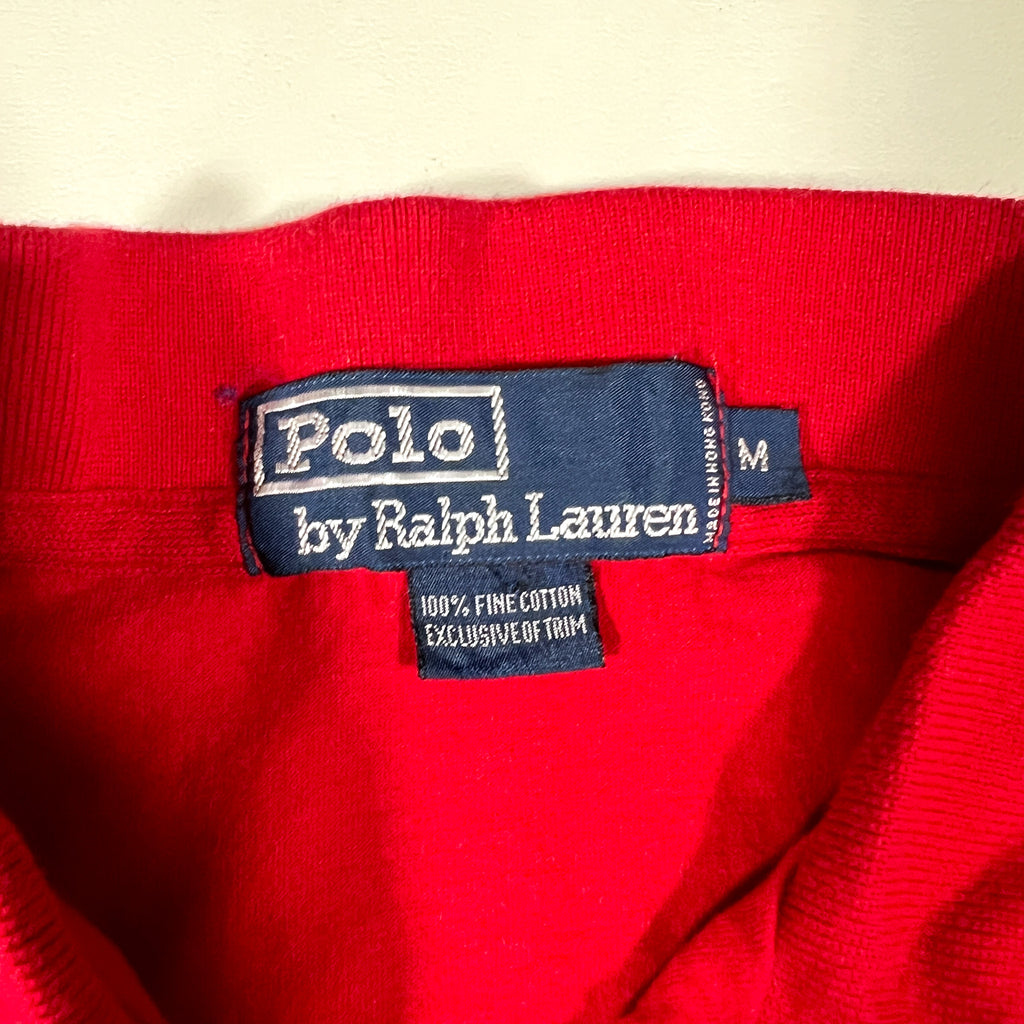 Polo
by Ralph Lauren
MADE IN HONG KONG
M
100% FINE COTTON
EXCLUSIVE OF TRIM